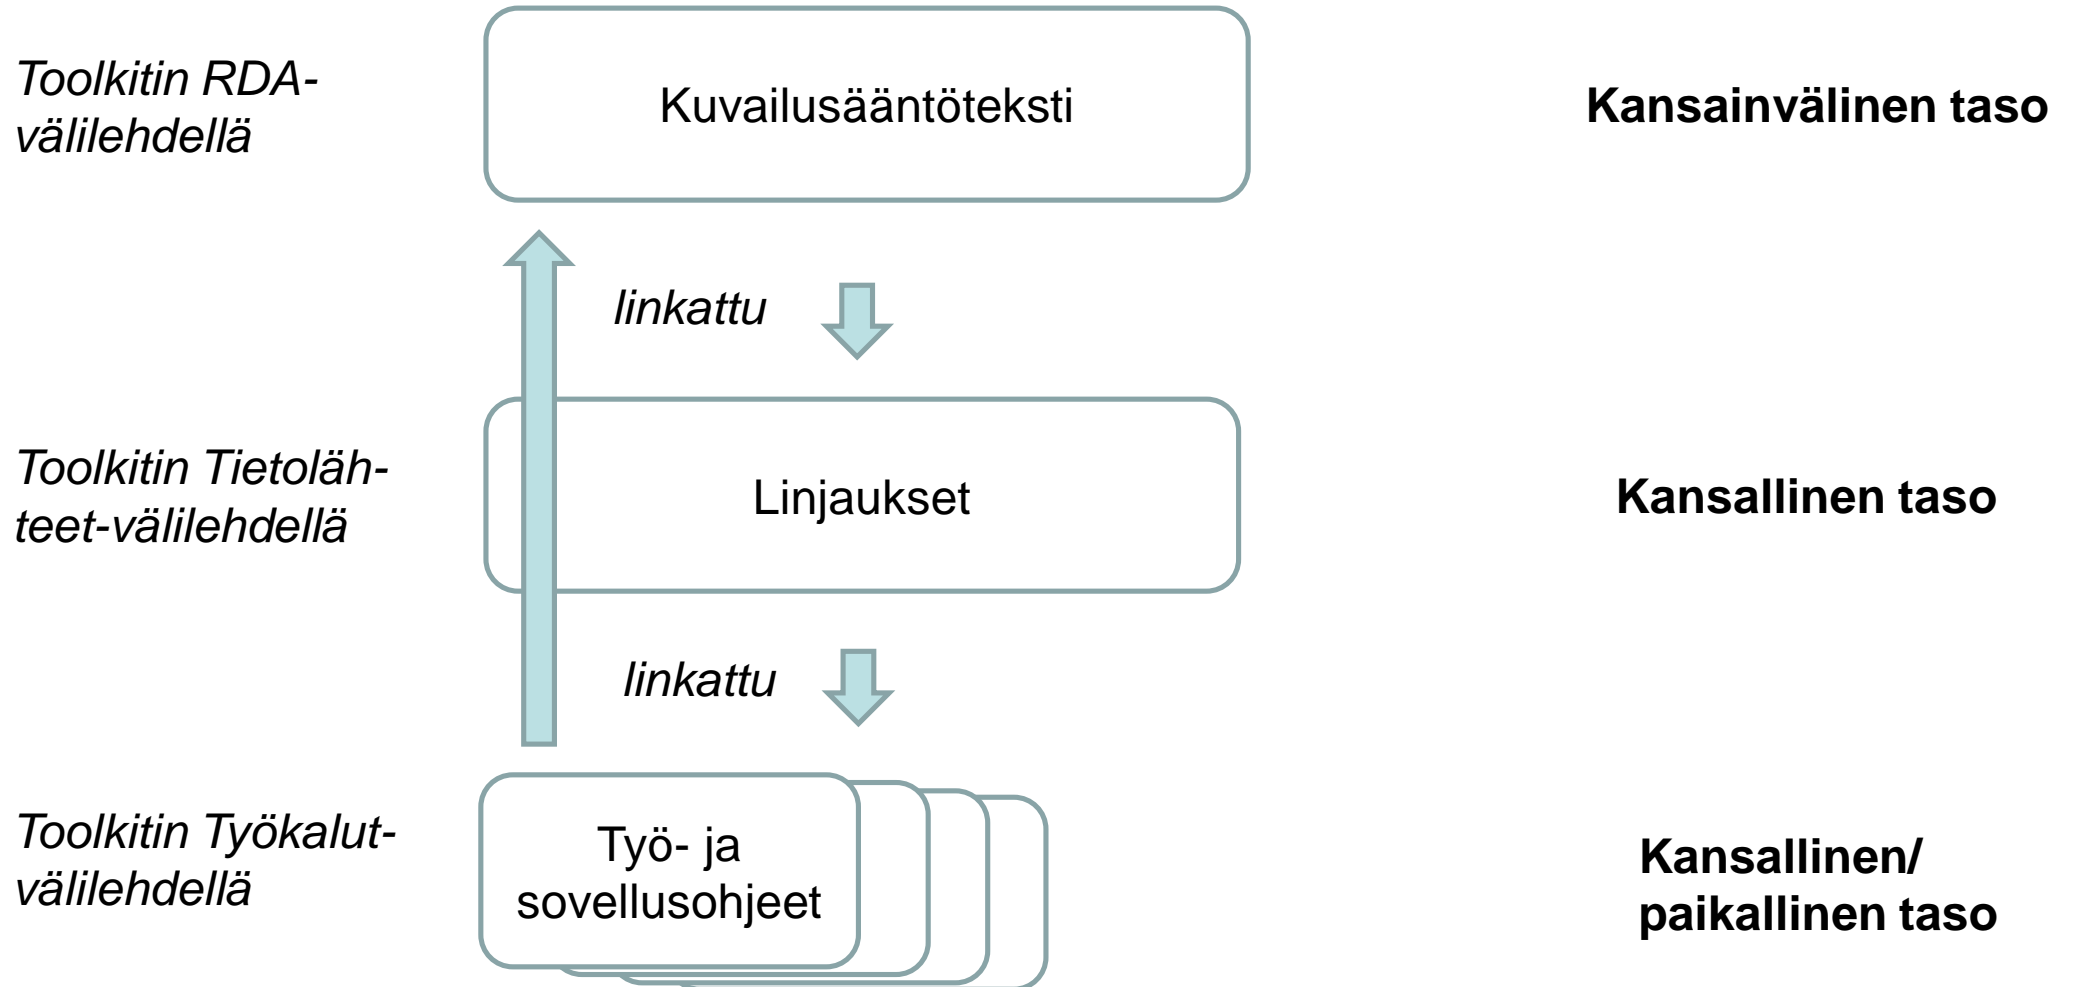 Toolkitin RDA-
välilehdellä
Kuvailusääntöteksti
Kansainvälinen taso
linkattu
Toolkitin Tietoläh-
teet-välilehdellä
Linjaukset
Kansallinen taso
linkattu
Toolkitin Työkalut-
välilehdellä
Työ- ja
sovellusohjeet
Kansallinen/
paikallinen taso